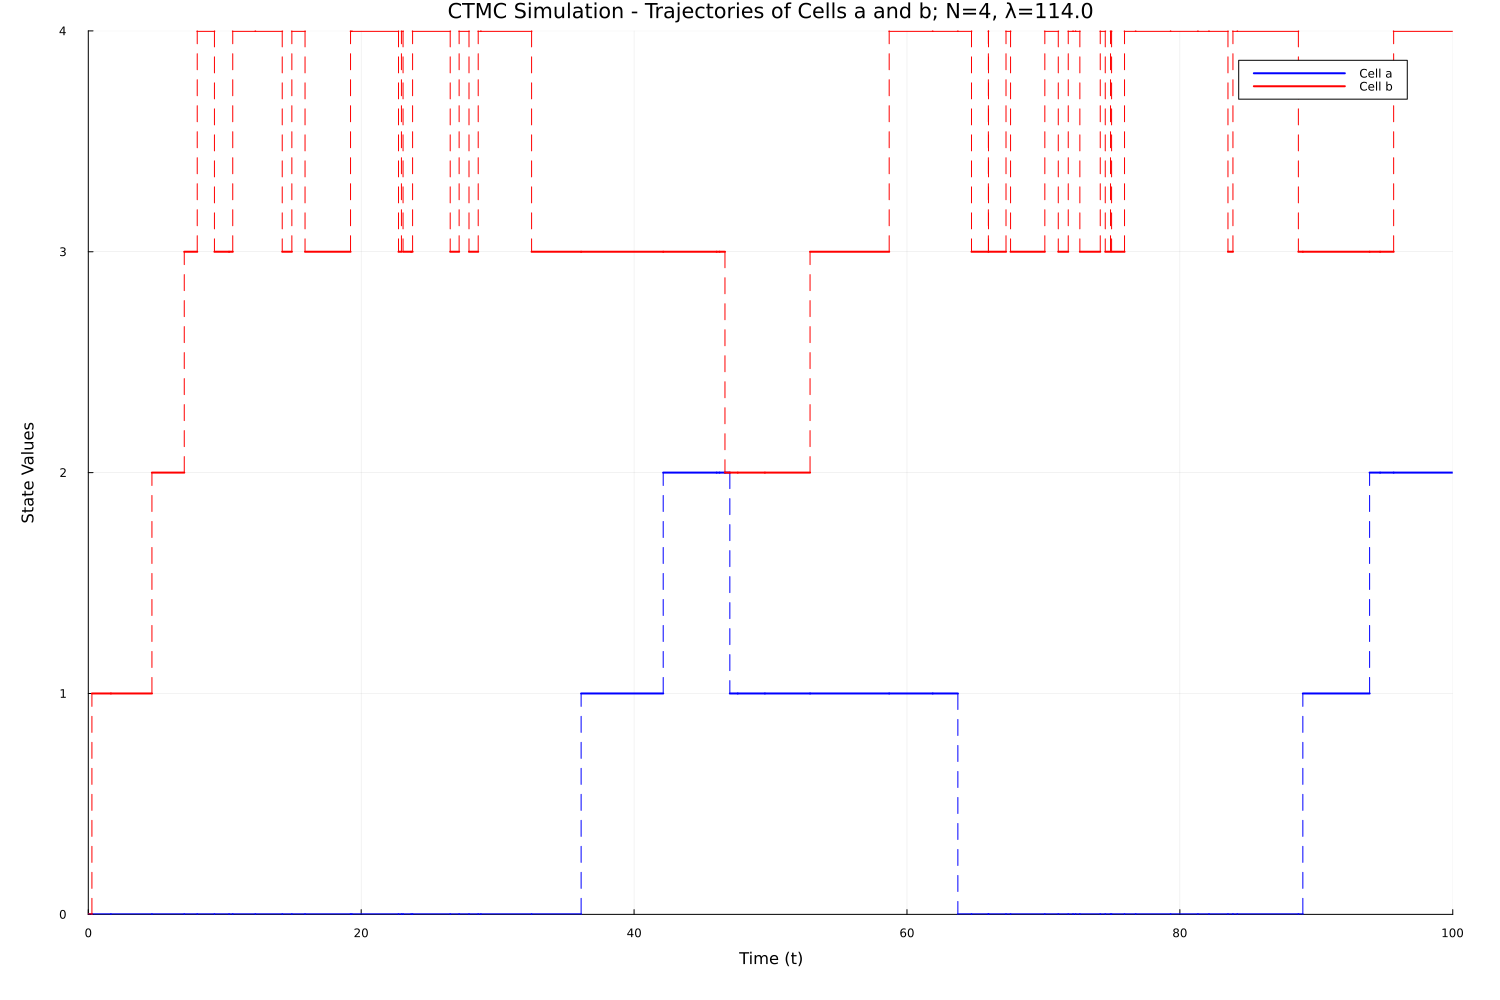 CTMC Simulation - Trajectories of Cells a and b; N=4, λ=114.0
4
Cell a
Cell b
3
State Values
2
1
0
0 20 40 60 80 100
Time (t)